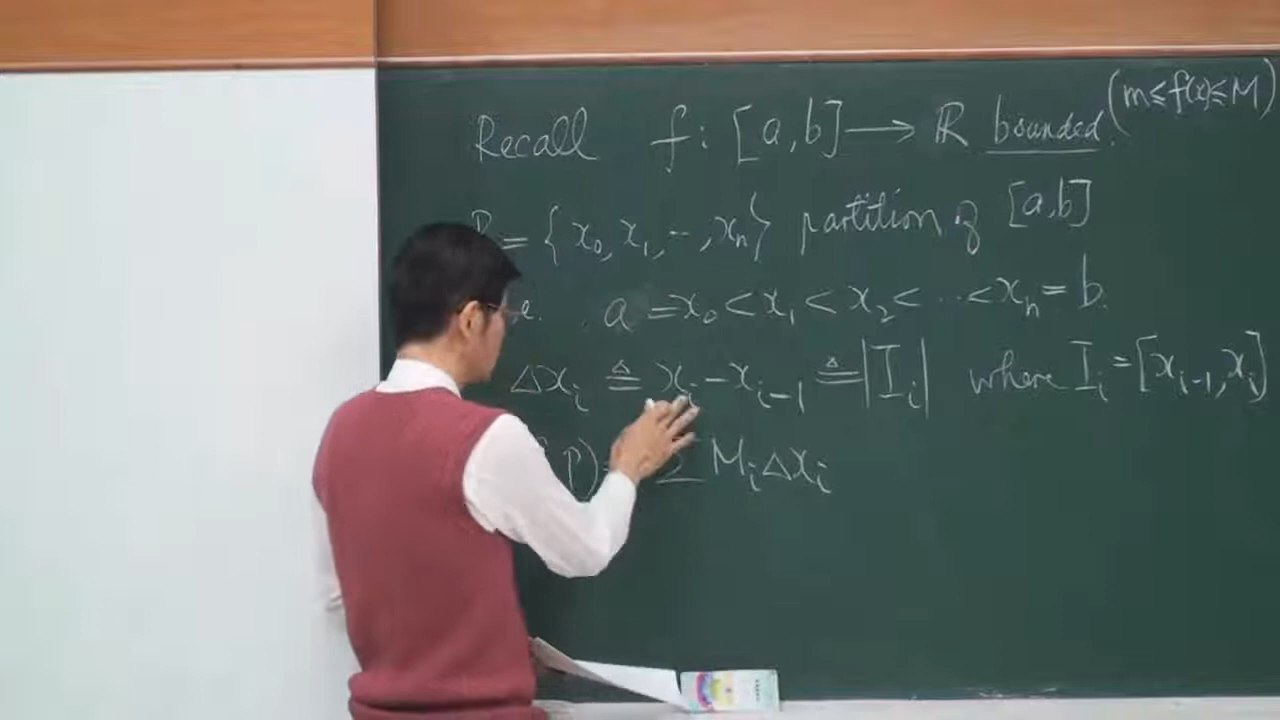 Recall f: [a,b] ⟶ ℝ bounded. (m≤f(x)≤M)
P = {x₀, x₁, –, xₙ} partition of [a,b]
e. a = x₀ < x₁ < x₂ < ... < xₙ = b.
Δxᵢ ≜ xᵢ – xᵢ₋₁ ≜ |Iᵢ| where Iᵢ = [xᵢ₋₁, xᵢ]
P) Σ MᵢΔxᵢ